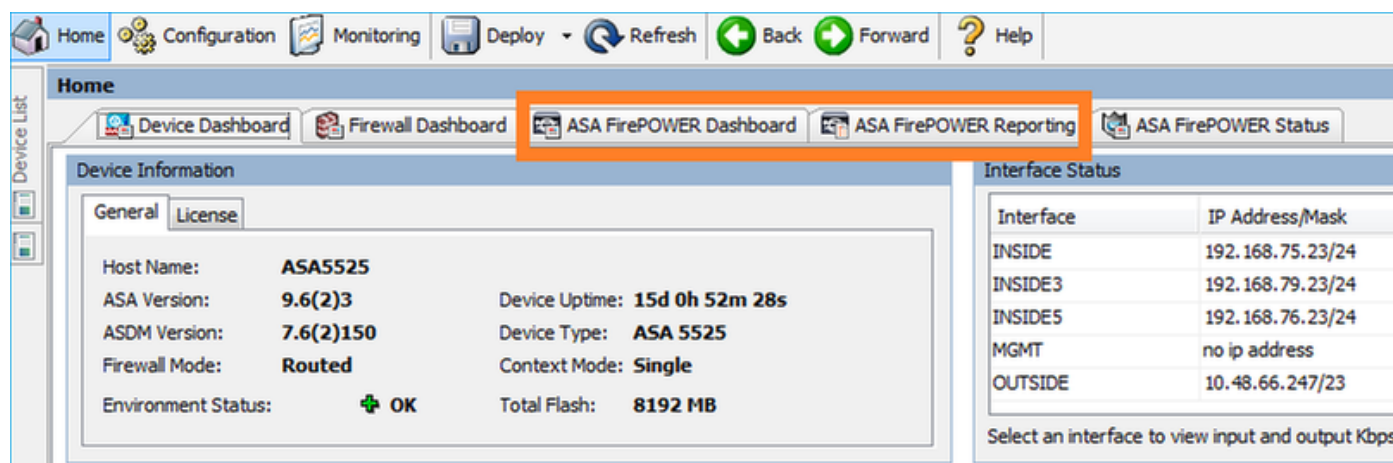 Home Configuration Monitoring Deploy Refresh Back Forward Help
Device List
Home
Device Dashboard Firewall Dashboard ASA FirePOWER Dashboard ASA FirePOWER Reporting ASA FirePOWER Status
Device Information
General License
Host Name: ASA5525
ASA Version: 9.6(2)3 Device Uptime: 15d 0h 52m 28s
ASDM Version: 7.6(2)150 Device Type: ASA 5525
Firewall Mode: Routed Context Mode: Single
Environment Status: OK Total Flash: 8192 MB
Interface Status
Interface IP Address/Mask
INSIDE 192.168.75.23/24
INSIDE3 192.168.79.23/24
INSIDE5 192.168.76.23/24
MGMT no ip address
OUTSIDE 10.48.66.247/23
Select an interface to view input and output Kbps